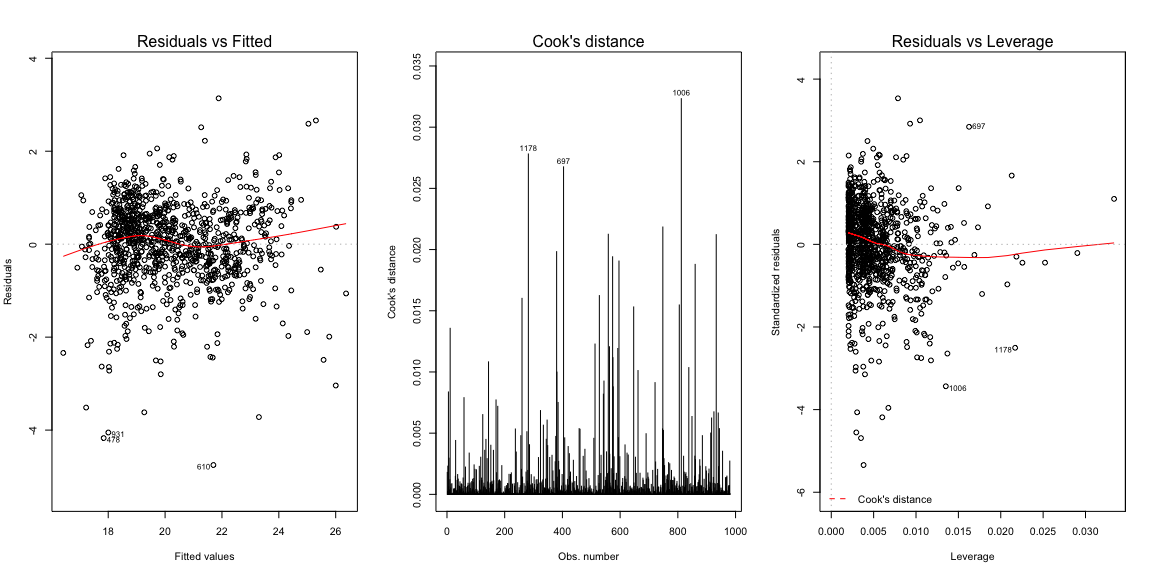 Residuals vs Fitted
Residuals
4
2
0
-2
-4
931
478
610
18 20 22 24 26
Fitted values
Cook's distance
Cook's distance
0.035
0.030
0.025
0.020
0.015
0.010
0.005
0.000
1178
697
1006
0 200 400 600 800 1000
Obs. number
Residuals vs Leverage
Standardized residuals
4
2
0
-2
-4
-6
697
1178
1006
Cook's distance
0.000 0.005 0.010 0.015 0.020 0.025 0.030
Leverage